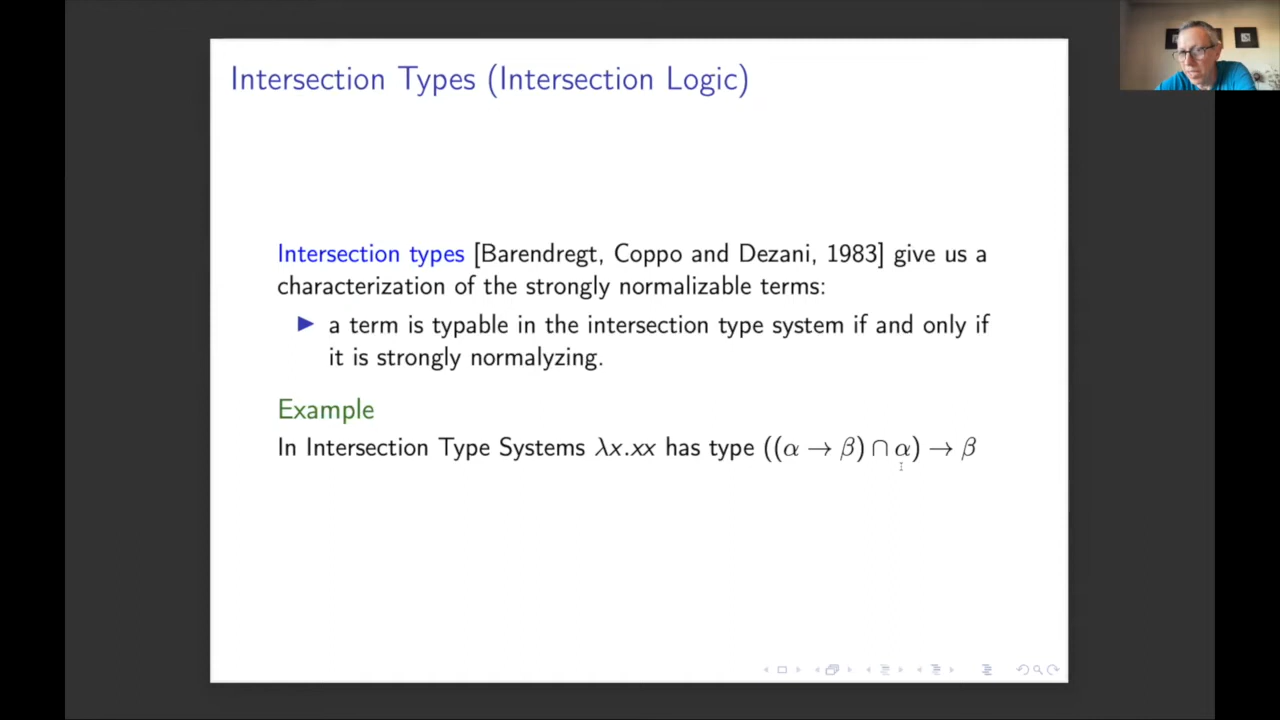 Intersection Types (Intersection Logic)
Intersection types [Barendregt, Coppo and Dezani, 1983] give us a
characterization of the strongly normalizable terms:
▶ a term is typable in the intersection type system if and only if
it is strongly normalyzing.
Example
In Intersection Type Systems λx.xx has type ((α → β) ∩ α) → β